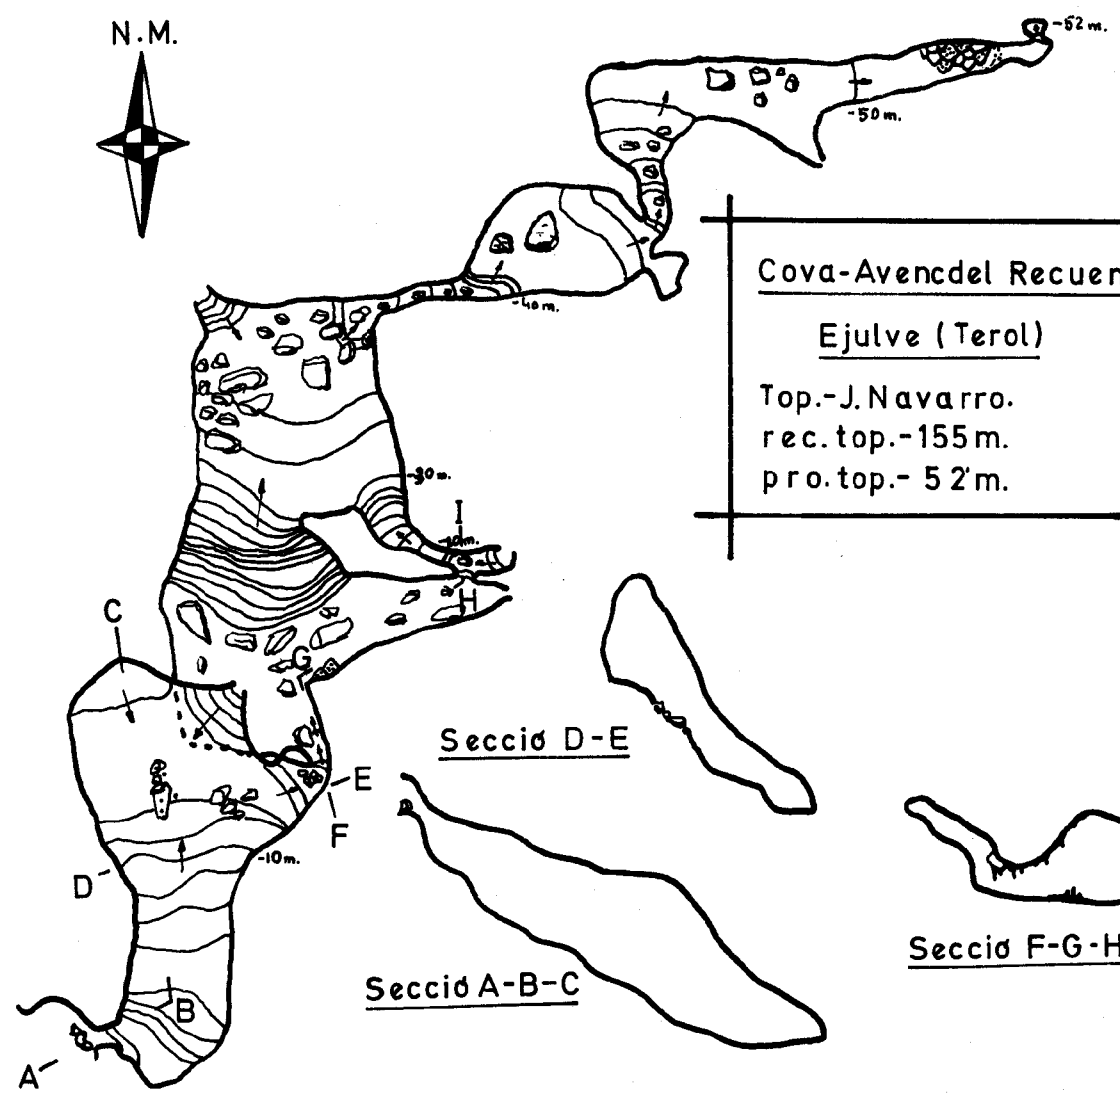 N.M.
-52m.
-50m.
Cova-Avencdel Recuer
Ejulve (Terol)
Top.-J. Navarro.
rec. top.-155m.
pro. top.- 52'm.
-40m.
-30m.
I
H
C
G
Secció D-E
E
F
-10m.
D
Secció F-G-H
Secció A-B-C
B
A